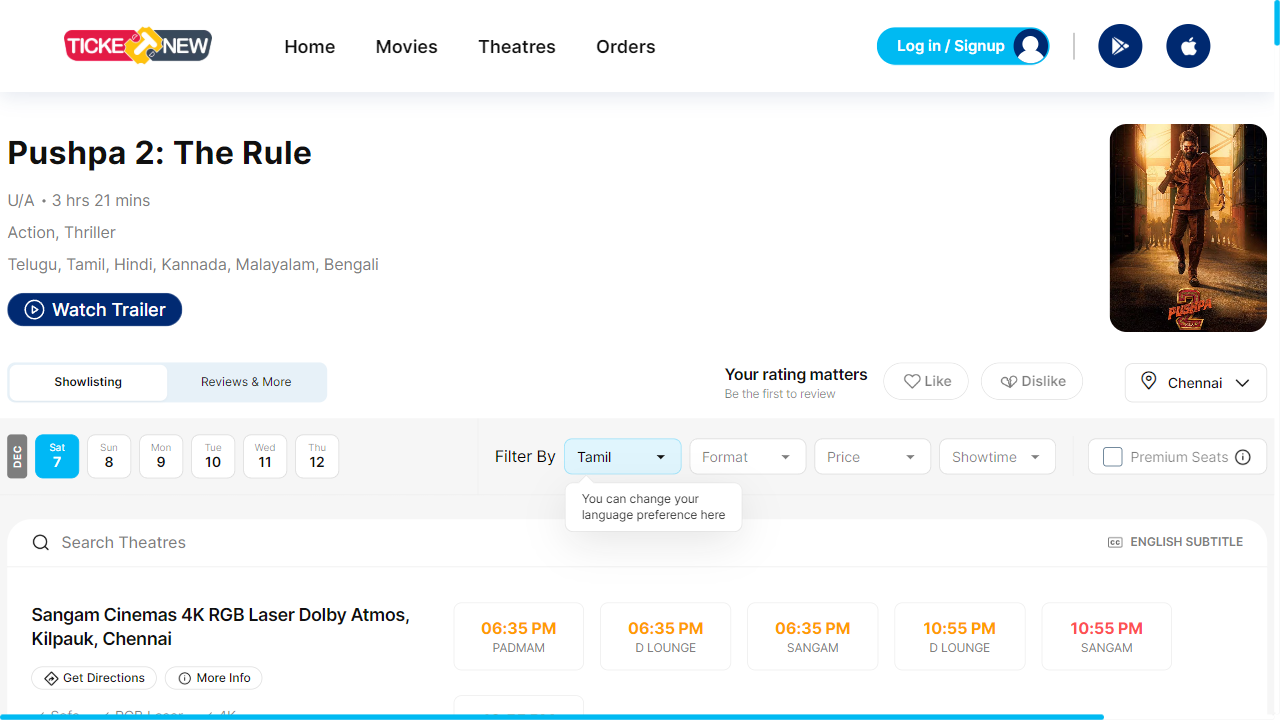 TICKETNEW
Home
Movies
Theatres
Orders
Log in / Signup
Pushpa 2: The Rule
U/A • 3 hrs 21 mins
Action, Thriller
Telugu, Tamil, Hindi, Kannada, Malayalam, Bengali
Watch Trailer
PUSHPA
2
Showlisting
Reviews & More
Your rating matters
Be the first to review
Like
Dislike
Chennai
DEC
Sat
7
Sun
8
Mon
9
Tue
10
Wed
11
Thu
12
Filter By
Tamil
Format
Price
Showtime
Premium Seats
You can change your
language preference here
Search Theatres
CC ENGLISH SUBTITLE
Sangam Cinemas 4K RGB Laser Dolby Atmos,
Kilpauk, Chennai
Get Directions
More Info
06:35 PM
PADMAM
06:35 PM
D LOUNGE
06:35 PM
SANGAM
10:55 PM
D LOUNGE
10:55 PM
SANGAM
Safe
RGB Laser
4K